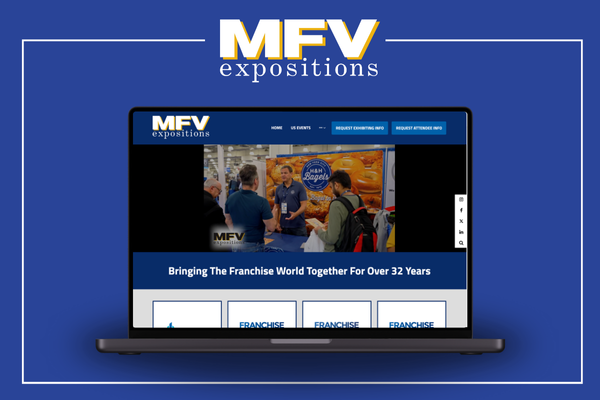 MFV
expositions
MFV
expositions
HOME
US EVENTS
REQUEST EXHIBITING INFO
REQUEST ATTENDEE INFO
H&H
Bagels
MFV
expositions
Bringing The Franchise World Together For Over 32 Years
FRANCHISE
FRANCHISE
FRANCHISE